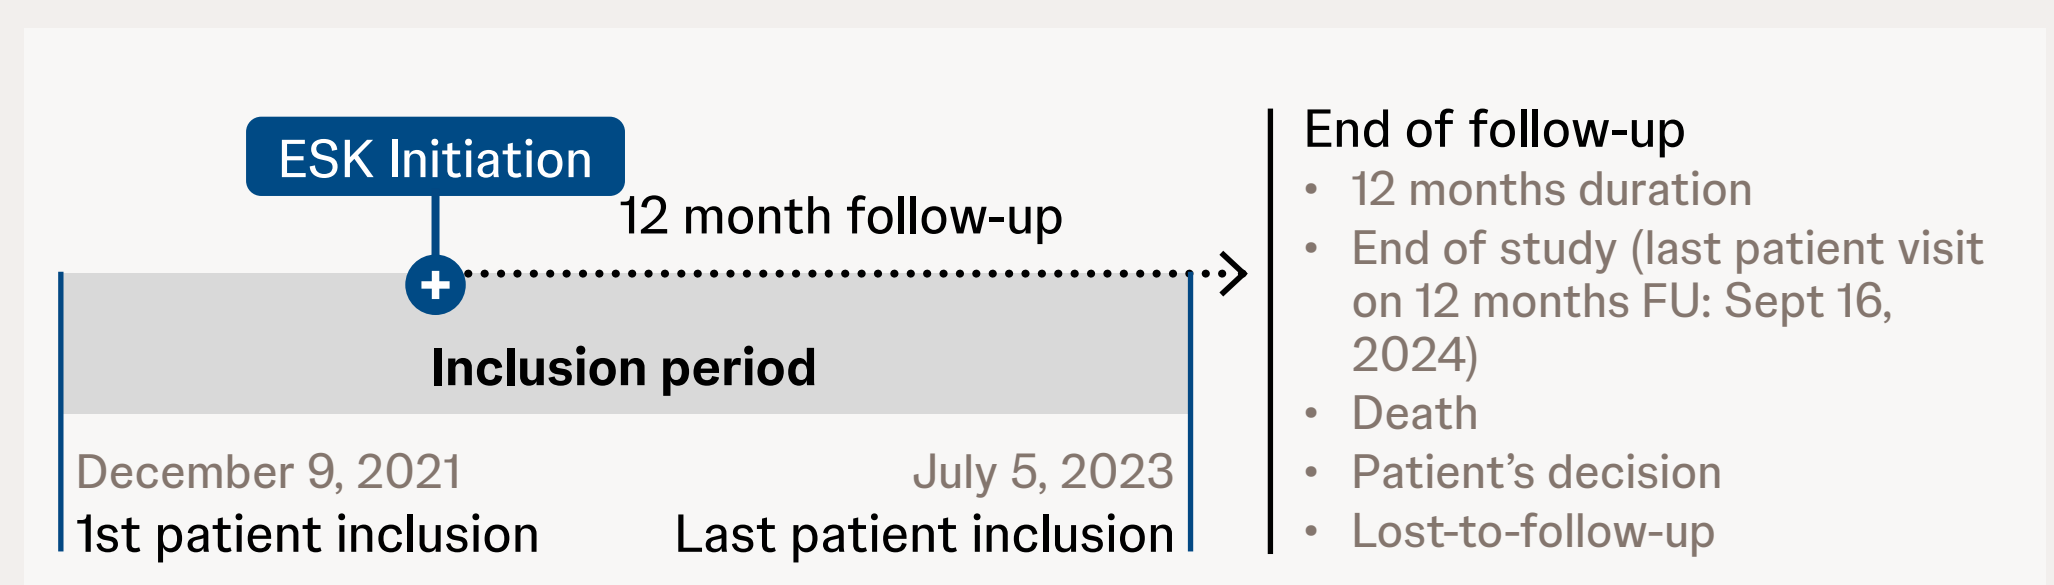 ESK Initiation
12 month follow-up
Inclusion period
December 9, 2021
1st patient inclusion
July 5, 2023
Last patient inclusion
End of follow-up
• 12 months duration
• End of study (last patient visit
on 12 months FU: Sept 16,
2024)
• Death
• Patient’s decision
• Lost-to-follow-up